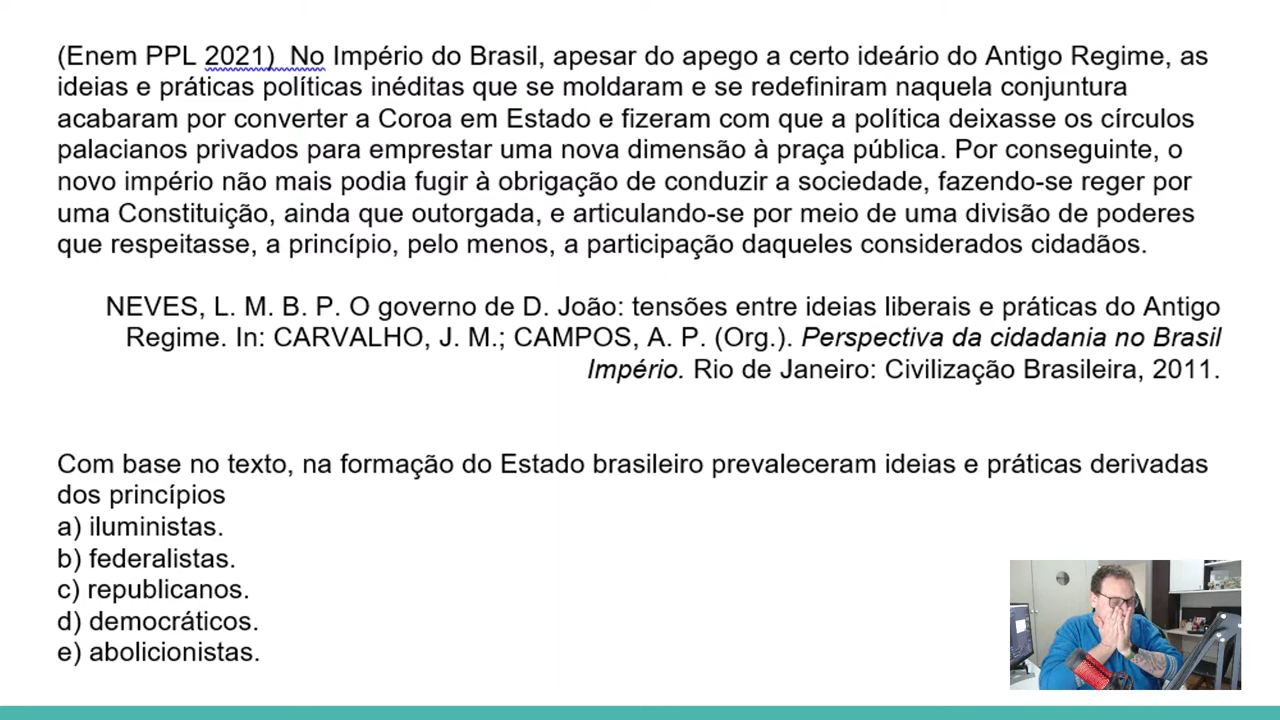 (Enem PPL 2021)  No Império do Brasil, apesar do apego a certo ideário do Antigo Regime, as
ideias e práticas políticas inéditas que se moldaram e se redefiniram naquela conjuntura
acabaram por converter a Coroa em Estado e fizeram com que a política deixasse os círculos
palacianos privados para emprestar uma nova dimensão à praça pública. Por conseguinte, o
novo império não mais podia fugir à obrigação de conduzir a sociedade, fazendo-se reger por
uma Constituição, ainda que outorgada, e articulando-se por meio de uma divisão de poderes
que respeitasse, a princípio, pelo menos, a participação daqueles considerados cidadãos.
NEVES, L. M. B. P. O governo de D. João: tensões entre ideias liberais e práticas do Antigo
Regime. In: CARVALHO, J. M.; CAMPOS, A. P. (Org.). Perspectiva da cidadania no Brasil
Império. Rio de Janeiro: Civilização Brasileira, 2011.
Com base no texto, na formação do Estado brasileiro prevaleceram ideias e práticas derivadas
dos princípios
a) iluministas.
b) federalistas.
c) republicanos.
d) democráticos.
e) abolicionistas.